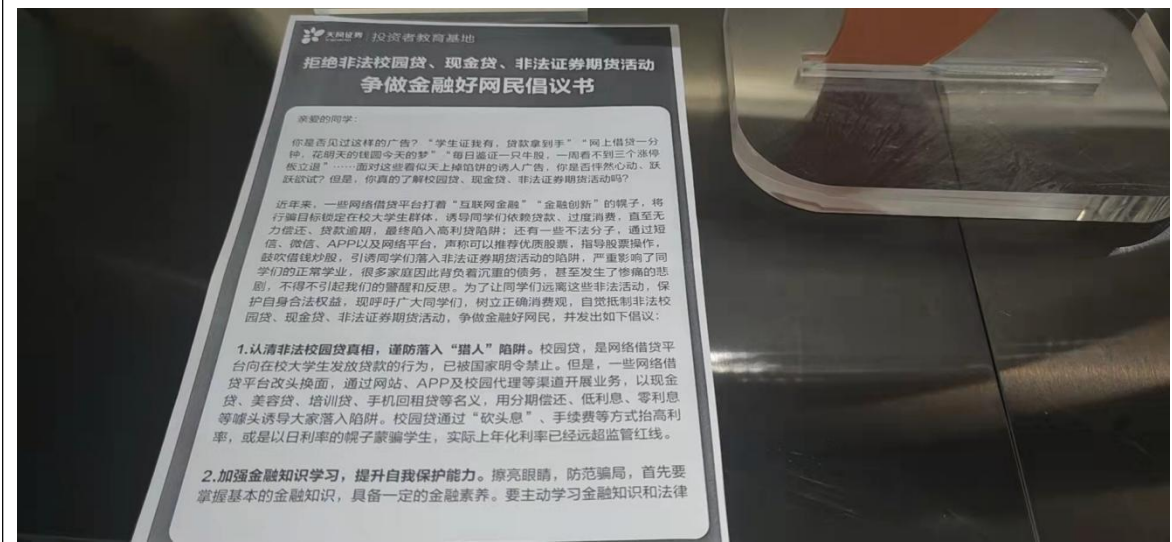 天风证券 | 投资者教育基地
拒绝非法校园贷、现金贷、非法证券期货活动
争做金融好网民倡议书
亲爱的同学：
你是否见过这样的广告？“学生证我有，贷款拿到手”“网上借贷一分
钟，花明天的钱圆今天的梦”“每日鉴证一只牛股，一周看不到三个涨停
板立退”……面对这些看似天上掉馅饼的诱人广告，你是否怦然心动、跃
跃欲试？但是，你真的了解校园贷、现金贷、非法证券期货活动吗？
近年来，一些网络借贷平台打着“互联网金融”“金融创新”的幌子，将
行骗目标锁定在校大学生群体，诱导同学们依赖贷款、过度消费，直至无
力偿还、贷款逾期，最终陷入高利贷陷阱；还有一些不法分子，通过短
信、微信、APP以及网络平台，声称可以推荐优质股票，指导股票操作，
鼓吹借钱炒股，引诱同学们落入非法证券期货活动的陷阱，严重影响了同
学们的正常学业，很多家庭因此背负着沉重的债务，甚至发生了惨痛的悲
剧，不得不引起我们的警醒和反思。为了让同学们远离这些非法活动，保
护自身合法权益，现呼吁广大同学们，树立正确消费观，自觉抵制非法校
园贷、现金贷、非法证券期货活动，争做金融好网民，并发出如下倡议：
1.认清非法校园贷真相，谨防落入“猎人”陷阱。校园贷，是网络借贷平
台向在校大学生发放贷款的行为，已被国家明令禁止。但是，一些网络借
贷平台改头换面，通过网站、APP及校园代理等渠道开展业务，以现金
贷、美容贷、培训贷、手机回租贷等名义，用分期偿还、低利息、零利息
等噱头诱导大家落入陷阱。校园贷通过“砍头息”、手续费等方式抬高利
率，或是以日利率的幌子蒙骗学生，实际上年化利率已经远超监管红线。
2.加强金融知识学习，提升自我保护能力。擦亮眼睛，防范骗局，首先要
掌握基本的金融知识，具备一定的金融素养。要主动学习金融知识和法律